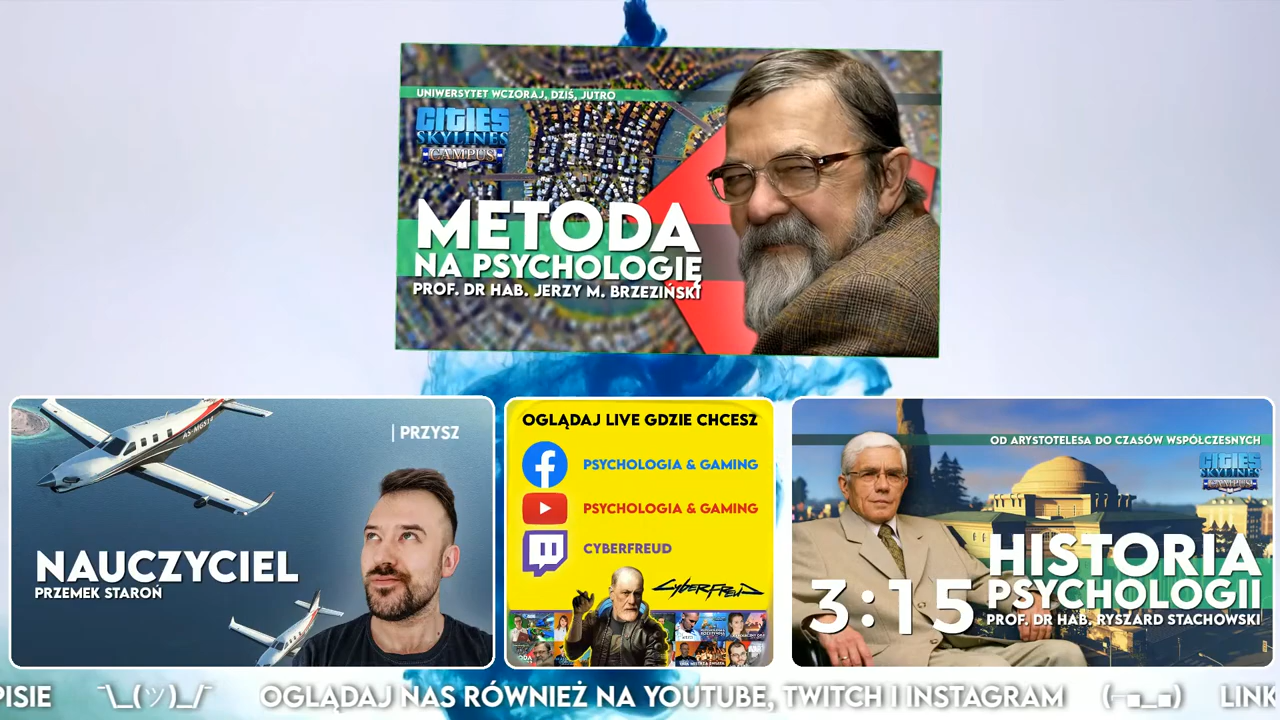 UNIWERSYTET WCZORAJ, DZIŚ, JUTRO
CITIES
SKYLINES
CAMPUS
METODA
NA PSYCHOLOGIĘ
PROF. DR HAB. JERZY M. BRZEZIŃSKI
| PRZYSZ
NAUCZYCIEL
PRZEMEK STAROŃ
OGLĄDAJ LIVE GDZIE CHCESZ
PSYCHOLOGIA & GAMING
PSYCHOLOGIA & GAMING
CYBERFREUD
CYBERFREUD
OD ARYSTOTELESA DO CZASÓW WSPÓŁCZESNYCH
CITIES
SKYLINES
CAMPUS
HISTORIA
PSYCHOLOGII
3:15
PROF. DR HAB. RYSZARD STACHOWSKI
PISIE ¯\_(ツ)_/¯ OGLĄDAJ NAS RÓWNIEŻ NA YOUTUBE, TWITCH I INSTAGRAM (⌐■_■) LINK